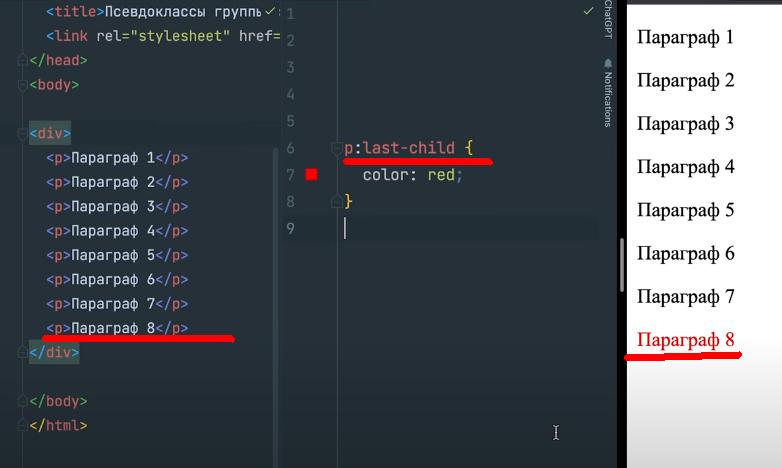 <title>Псевдоклассы группь
<link rel="stylesheet" href=
</head>
<body>
<div>
<p>Параграф 1</p>
<p>Параграф 2</p>
<p>Параграф 3</p>
<p>Параграф 4</p>
<p>Параграф 5</p>
<p>Параграф 6</p>
<p>Параграф 7</p>
<p>Параграф 8</p>
</div>
</body>
</html>
1
2
3
4
5
6 p:last-child {
7 color: red;
8 }
9
ChatGPT
Notifications
Параграф 1
Параграф 2
Параграф 3
Параграф 4
Параграф 5
Параграф 6
Параграф 7
Параграф 8